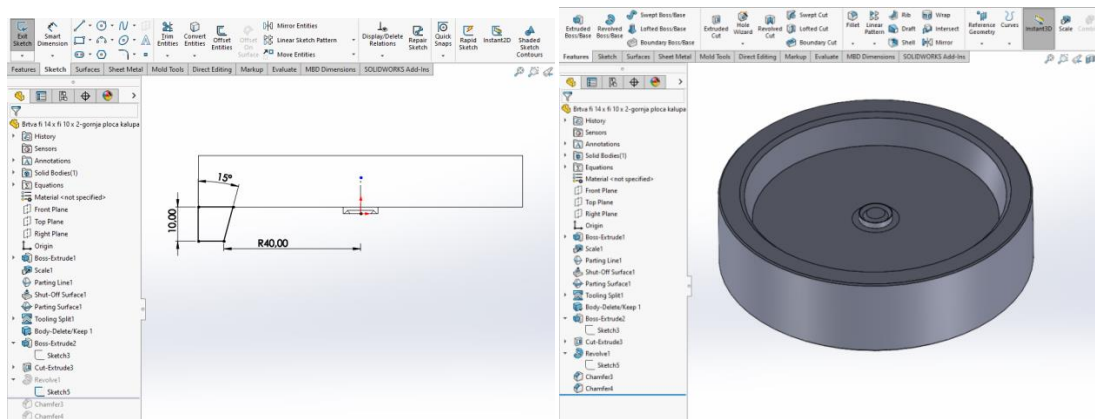 Exit Sketch
Smart Dimension
Trim Entities
Convert Entities
Offset Entities
Offset On Surface
Mirror Entities
Linear Sketch Pattern
Move Entities
Display/Delete Relations
Repair Sketch
Quick Snaps
Rapid Sketch
Instant2D
Shaded Sketch Contours
Features
Sketch
Surfaces
Sheet Metal
Mold Tools
Direct Editing
Markup
Evaluate
MBD Dimensions
SOLIDWORKS Add-Ins
Brtva fi 14 x fi 10 x 2-gornja ploca kalupa
History
Sensors
Annotations
Solid Bodies(1)
Equations
Material <not specified>
Front Plane
Top Plane
Right Plane
Origin
Boss-Extrude1
Scale1
Parting Line1
Shut-Off Surface1
Parting Surface1
Tooling Split1
Body-Delete/Keep 1
Boss-Extrude2
Sketch3
Cut-Extrude3
Revolve1
Sketch5
Chamfer3
Chamfer4
15°
10,00
R40,00
Extruded Boss/Base
Revolved Boss/Base
Swept Boss/Base
Lofted Boss/Base
Boundary Boss/Base
Extruded Cut
Hole Wizard
Revolved Cut
Swept Cut
Lofted Cut
Boundary Cut
Fillet
Linear Pattern
Rib
Draft
Shell
Wrap
Intersect
Mirror
Reference Geometry
Curves
Instant3D
Scale
Features
Sketch
Surfaces
Sheet Metal
Mold Tools
Direct Editing
Markup
Evaluate
MBD Dimensions
SOLIDWORKS Add-Ins
Brtva fi 14 x fi 10 x 2-gornja ploca kalupa
History
Sensors
Annotations
Solid Bodies(1)
Equations
Material <not specified>
Front Plane
Top Plane
Right Plane
Origin
Boss-Extrude1
Scale1
Parting Line1
Shut-Off Surface1
Parting Surface1
Tooling Split1
Body-Delete/Keep 1
Boss-Extrude2
Sketch3
Cut-Extrude3
Revolve1
Sketch5
Chamfer3
Chamfer4